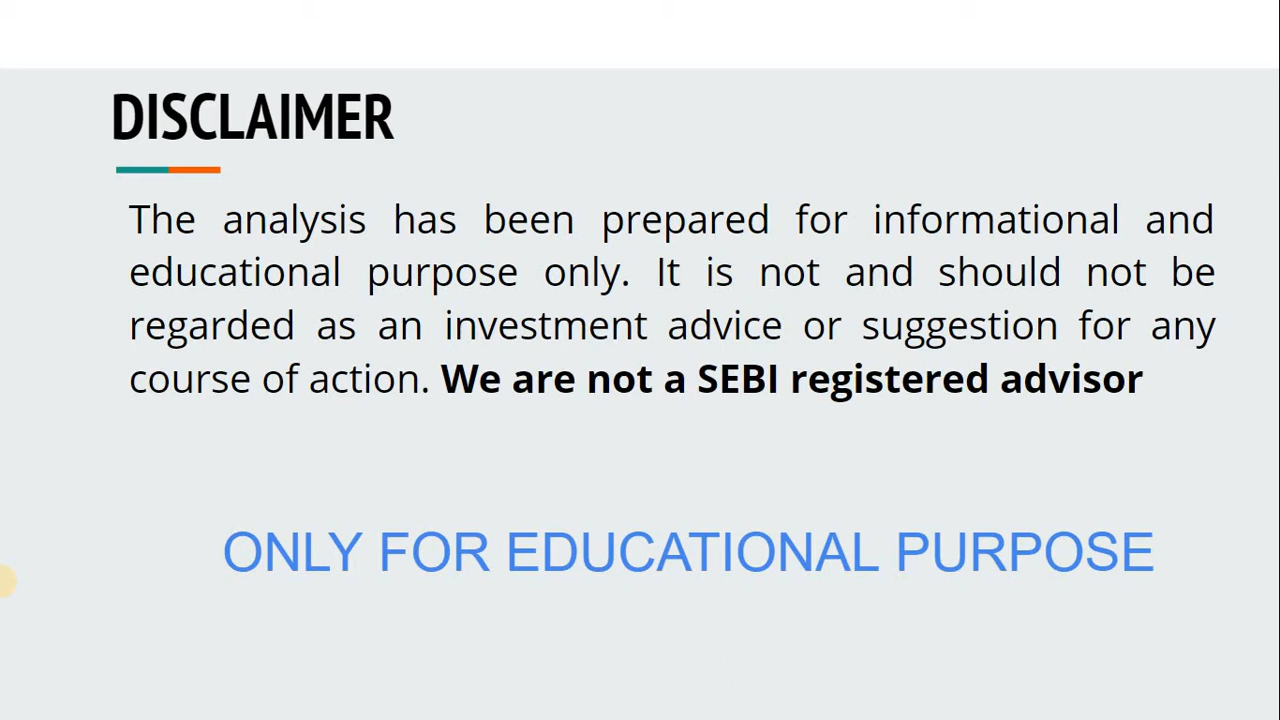 DISCLAIMER
The analysis has been prepared for informational and
educational purpose only. It is not and should not be
regarded as an investment advice or suggestion for any
course of action. We are not a SEBI registered advisor
ONLY FOR EDUCATIONAL PURPOSE